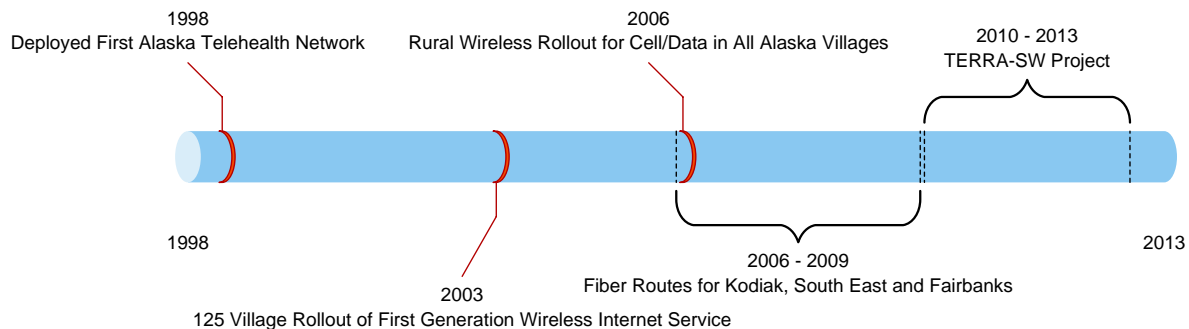 1998
Deployed First Alaska Telehealth Network
2006
Rural Wireless Rollout for Cell/Data in All Alaska Villages
2010 - 2013
TERRA-SW Project
1998
2013
2006 - 2009
Fiber Routes for Kodiak, South East and Fairbanks
2003
125 Village Rollout of First Generation Wireless Internet Service